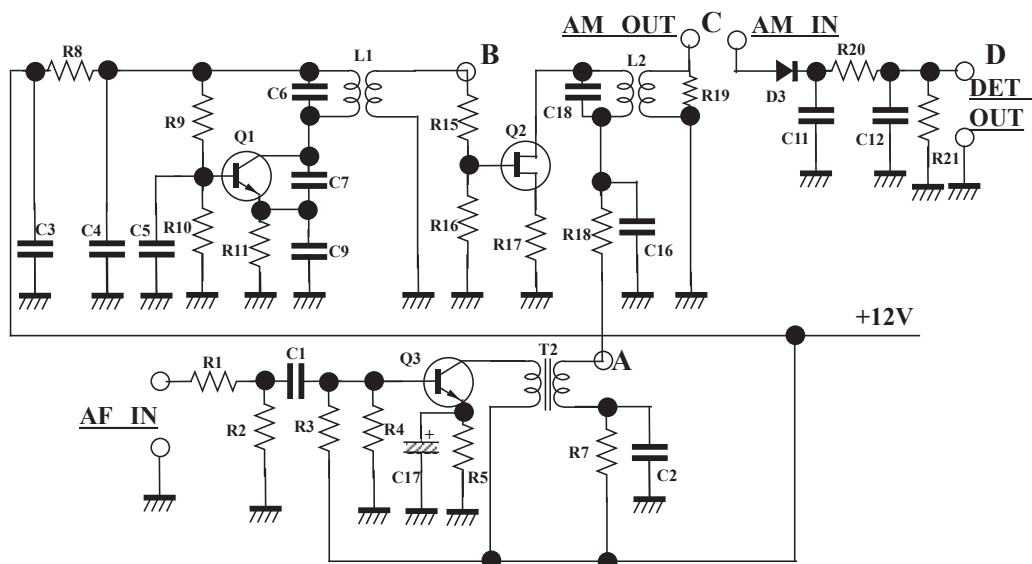 AM OUT
C
AM IN
R8
L1
B
L2
R20
D
C6
C18
R19
D3
DET
OUT
R9
Q1
R15
Q2
C11
C12
R21
C7
C3
C4
C5
R10
R11
C9
R16
R17
R18
C16
+12V
R1
C1
Q3
T2
A
AF IN
R2
R3
R4
+
C17
R5
R7
C2